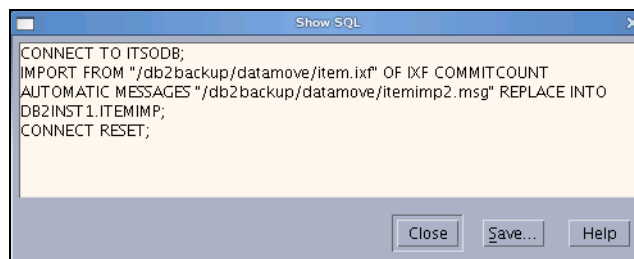 Show SQL
CONNECT TO ITSODB;
IMPORT FROM "/db2backup/datamove/item.ixf" OF IXF COMMITCOUNT
AUTOMATIC MESSAGES "/db2backup/datamove/itemimp2.msg" REPLACE INTO
DB2INST1.ITEMIMP;
CONNECT RESET;
Close Save... Help